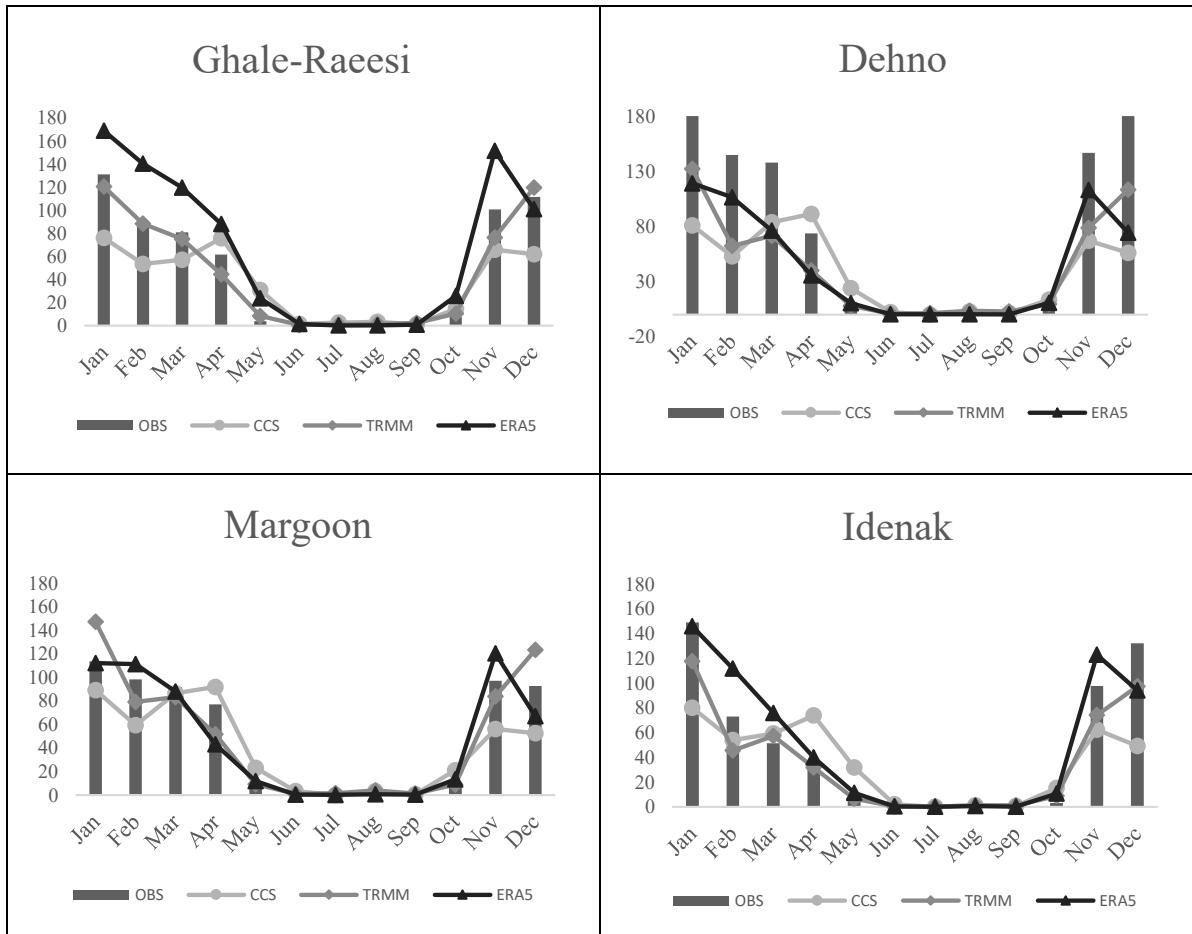 Ghale-Raeesi
180
160
140
120
100
80
60
40
20
0
Jan Feb Mar Apr May Jun Jul Aug Sep Oct Nov Dec
OBS CCS TRMM ERA5
Dehno
180
130
80
30
-20
Jan Feb Mar Apr May Jun Jul Aug Sep Oct Nov Dec
OBS CCS TRMM ERA5
Margoon
180
160
140
120
100
80
60
40
20
0
Jan Feb Mar Apr May Jun Jul Aug Sep Oct Nov Dec
OBS CCS TRMM ERA5
Idenak
180
160
140
120
100
80
60
40
20
0
Jan Feb Mar Apr May Jun Jul Aug Sep Oct Nov Dec
OBS CCS TRMM ERA5